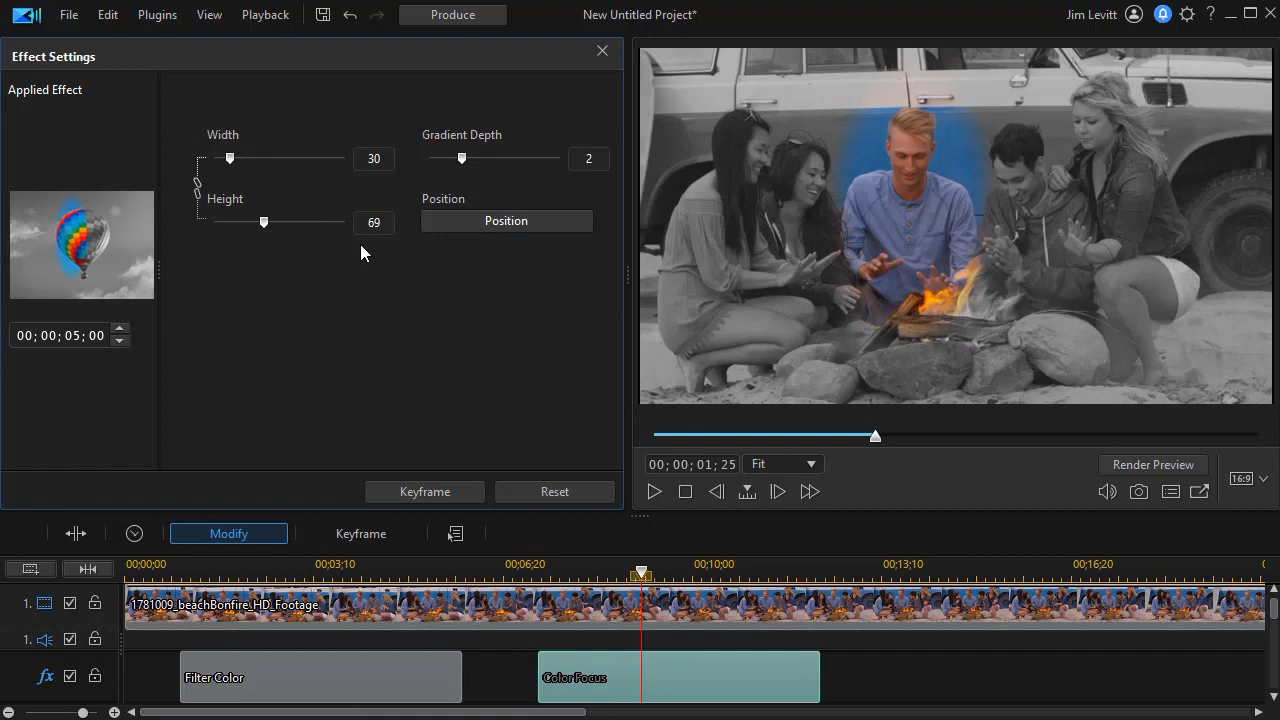 File Edit Plugins View Playback Produce New Untitled Project* Jim Levitt ?
Effect Settings
Applied Effect
Width
30
Gradient Depth
2
Height
69
Position
Position
00; 00; 05; 00
Keyframe Reset
00; 00; 01; 25 Fit Render Preview
16:9
Modify Keyframe
00;00;00 00;03;10 00;06;20 00;10;00 00;13;10 00;16;20
1. 1781009_beachBonfire_HD_Footage
1.
fx Filter Color Color Focus